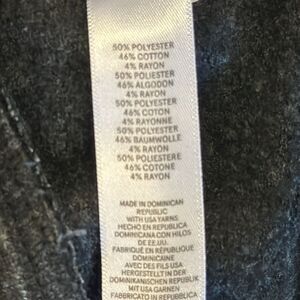 50% POLYESTER
46% COTTON
4% RAYON
50% POLIESTER
46% ALGODON
4% RAYON
50% POLYESTER
46% COTON
4% RAYONNE
50% POLYESTER
46% BAUMWOLLE
4% RAYON
50% POLIESTERE
46% COTONE
4% RAYON
MADE IN DOMINICAN
REPUBLIC
WITH USA YARNS
HECHO EN REPUBLICA
DOMINICANA CON HILOS
DE EE.UU.
FABRIQUÉ EN RÉPUBLIQUE
DOMINICAINE
AVEC DES FILS USA
HERGESTELLT IN DER
DOMINIKANISCHEN REPUBLIK
MIT USA GARNEN
FABBRICATO IN REPUBBLICA